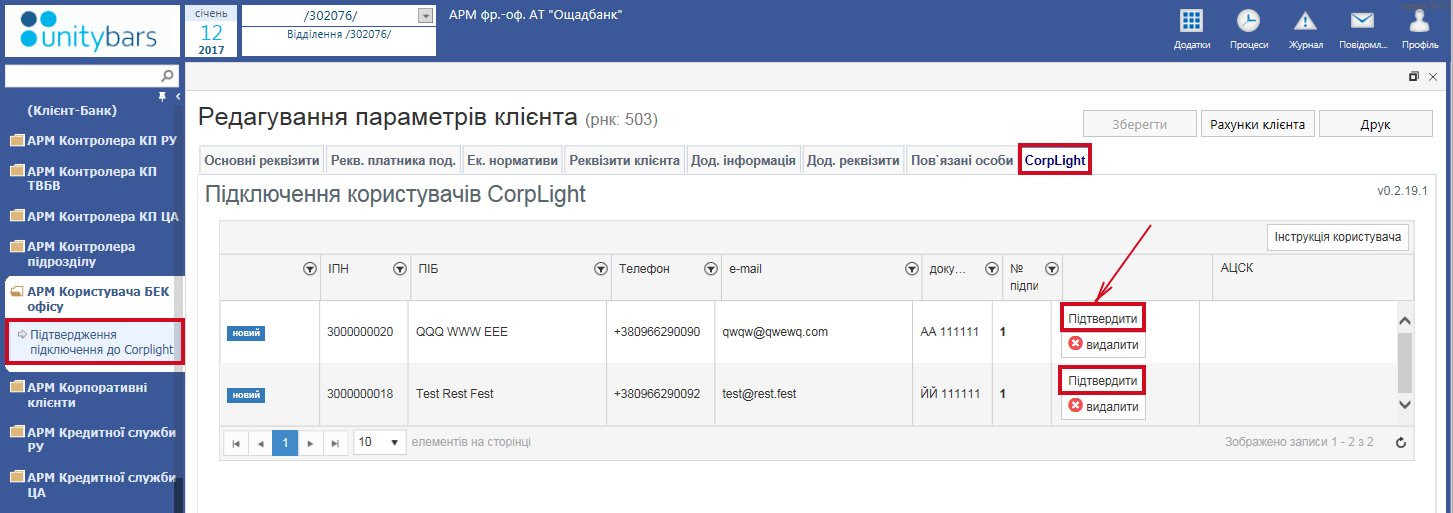 unitybars
січень
12
2017
/302076/
Відділення /302076/
АРМ фр.-оф. АТ "Ощадбанк"
Додатки
Процеси
Журнал
Повідомл...
Профіль
(Клієнт-Банк)
АРМ Контролера КП РУ
АРМ Контролера КП
ТВБВ
АРМ Контролера КП ЦА
АРМ Контролера
підрозділу
АРМ Користувача БЕК
офісу
Підтвердження
підключення до Corplight
АРМ Корпоративні
клієнти
АРМ Кредитної служби
РУ
АРМ Кредитної служби
ЦА
Редагування параметрів клієнта (рнк: 503)
Зберегти
Рахунки клієнта
Друк
Основні реквізити
Рекв. платника под.
Ек. нормативи
Реквізити клієнта
Дод. інформація
Дод. реквізити
Пов`язані особи
CorpLight
Підключення користувачів CorpLight
v0.2.19.1
Інструкція користувача
ІПН
ПІБ
Телефон
e-mail
доку...
№
підпи
АЦСК
новий
3000000020
QQQ WWW EEE
+380966290090
qwqw@qwewq.com
АА 111111
1
Підтвердити
видалити
новий
3000000018
Test Rest Fest
+380966290092
test@rest.fest
ЙЙ 111111
1
Підтвердити
видалити
1
10
елементів на сторінці
Зображено записи 1 - 2 з 2